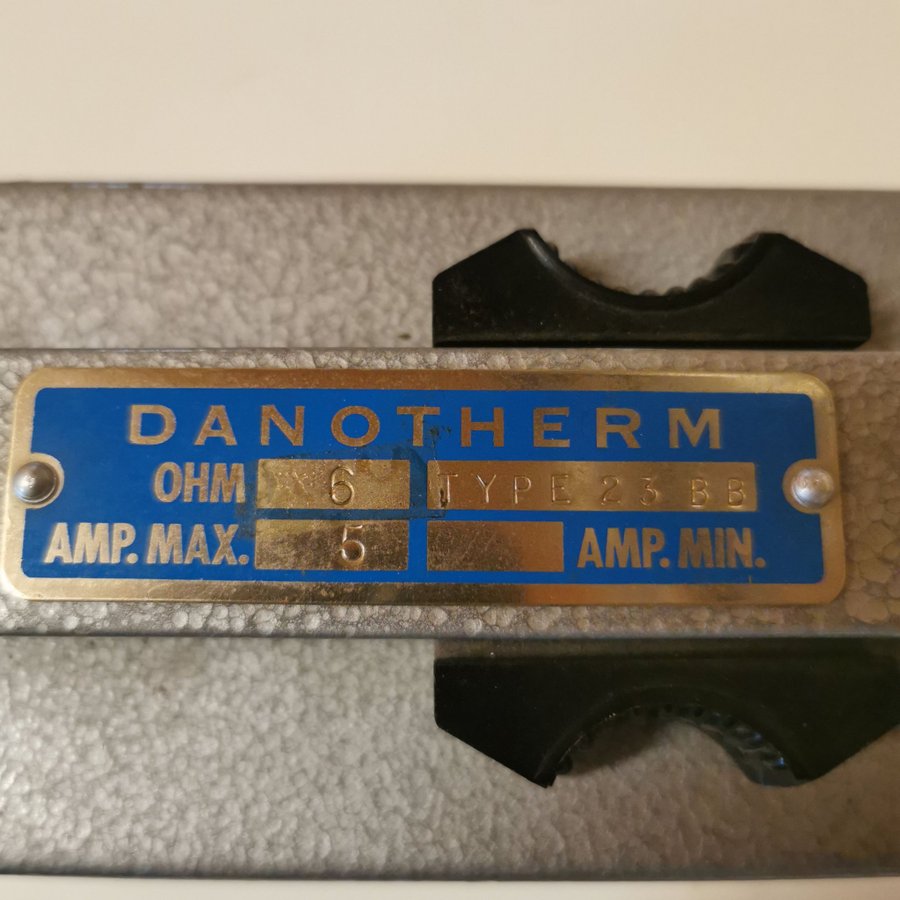 DANOTHERM
OHM 6 TYPE 23 BB
AMP. MAX. 5 AMP. MIN.